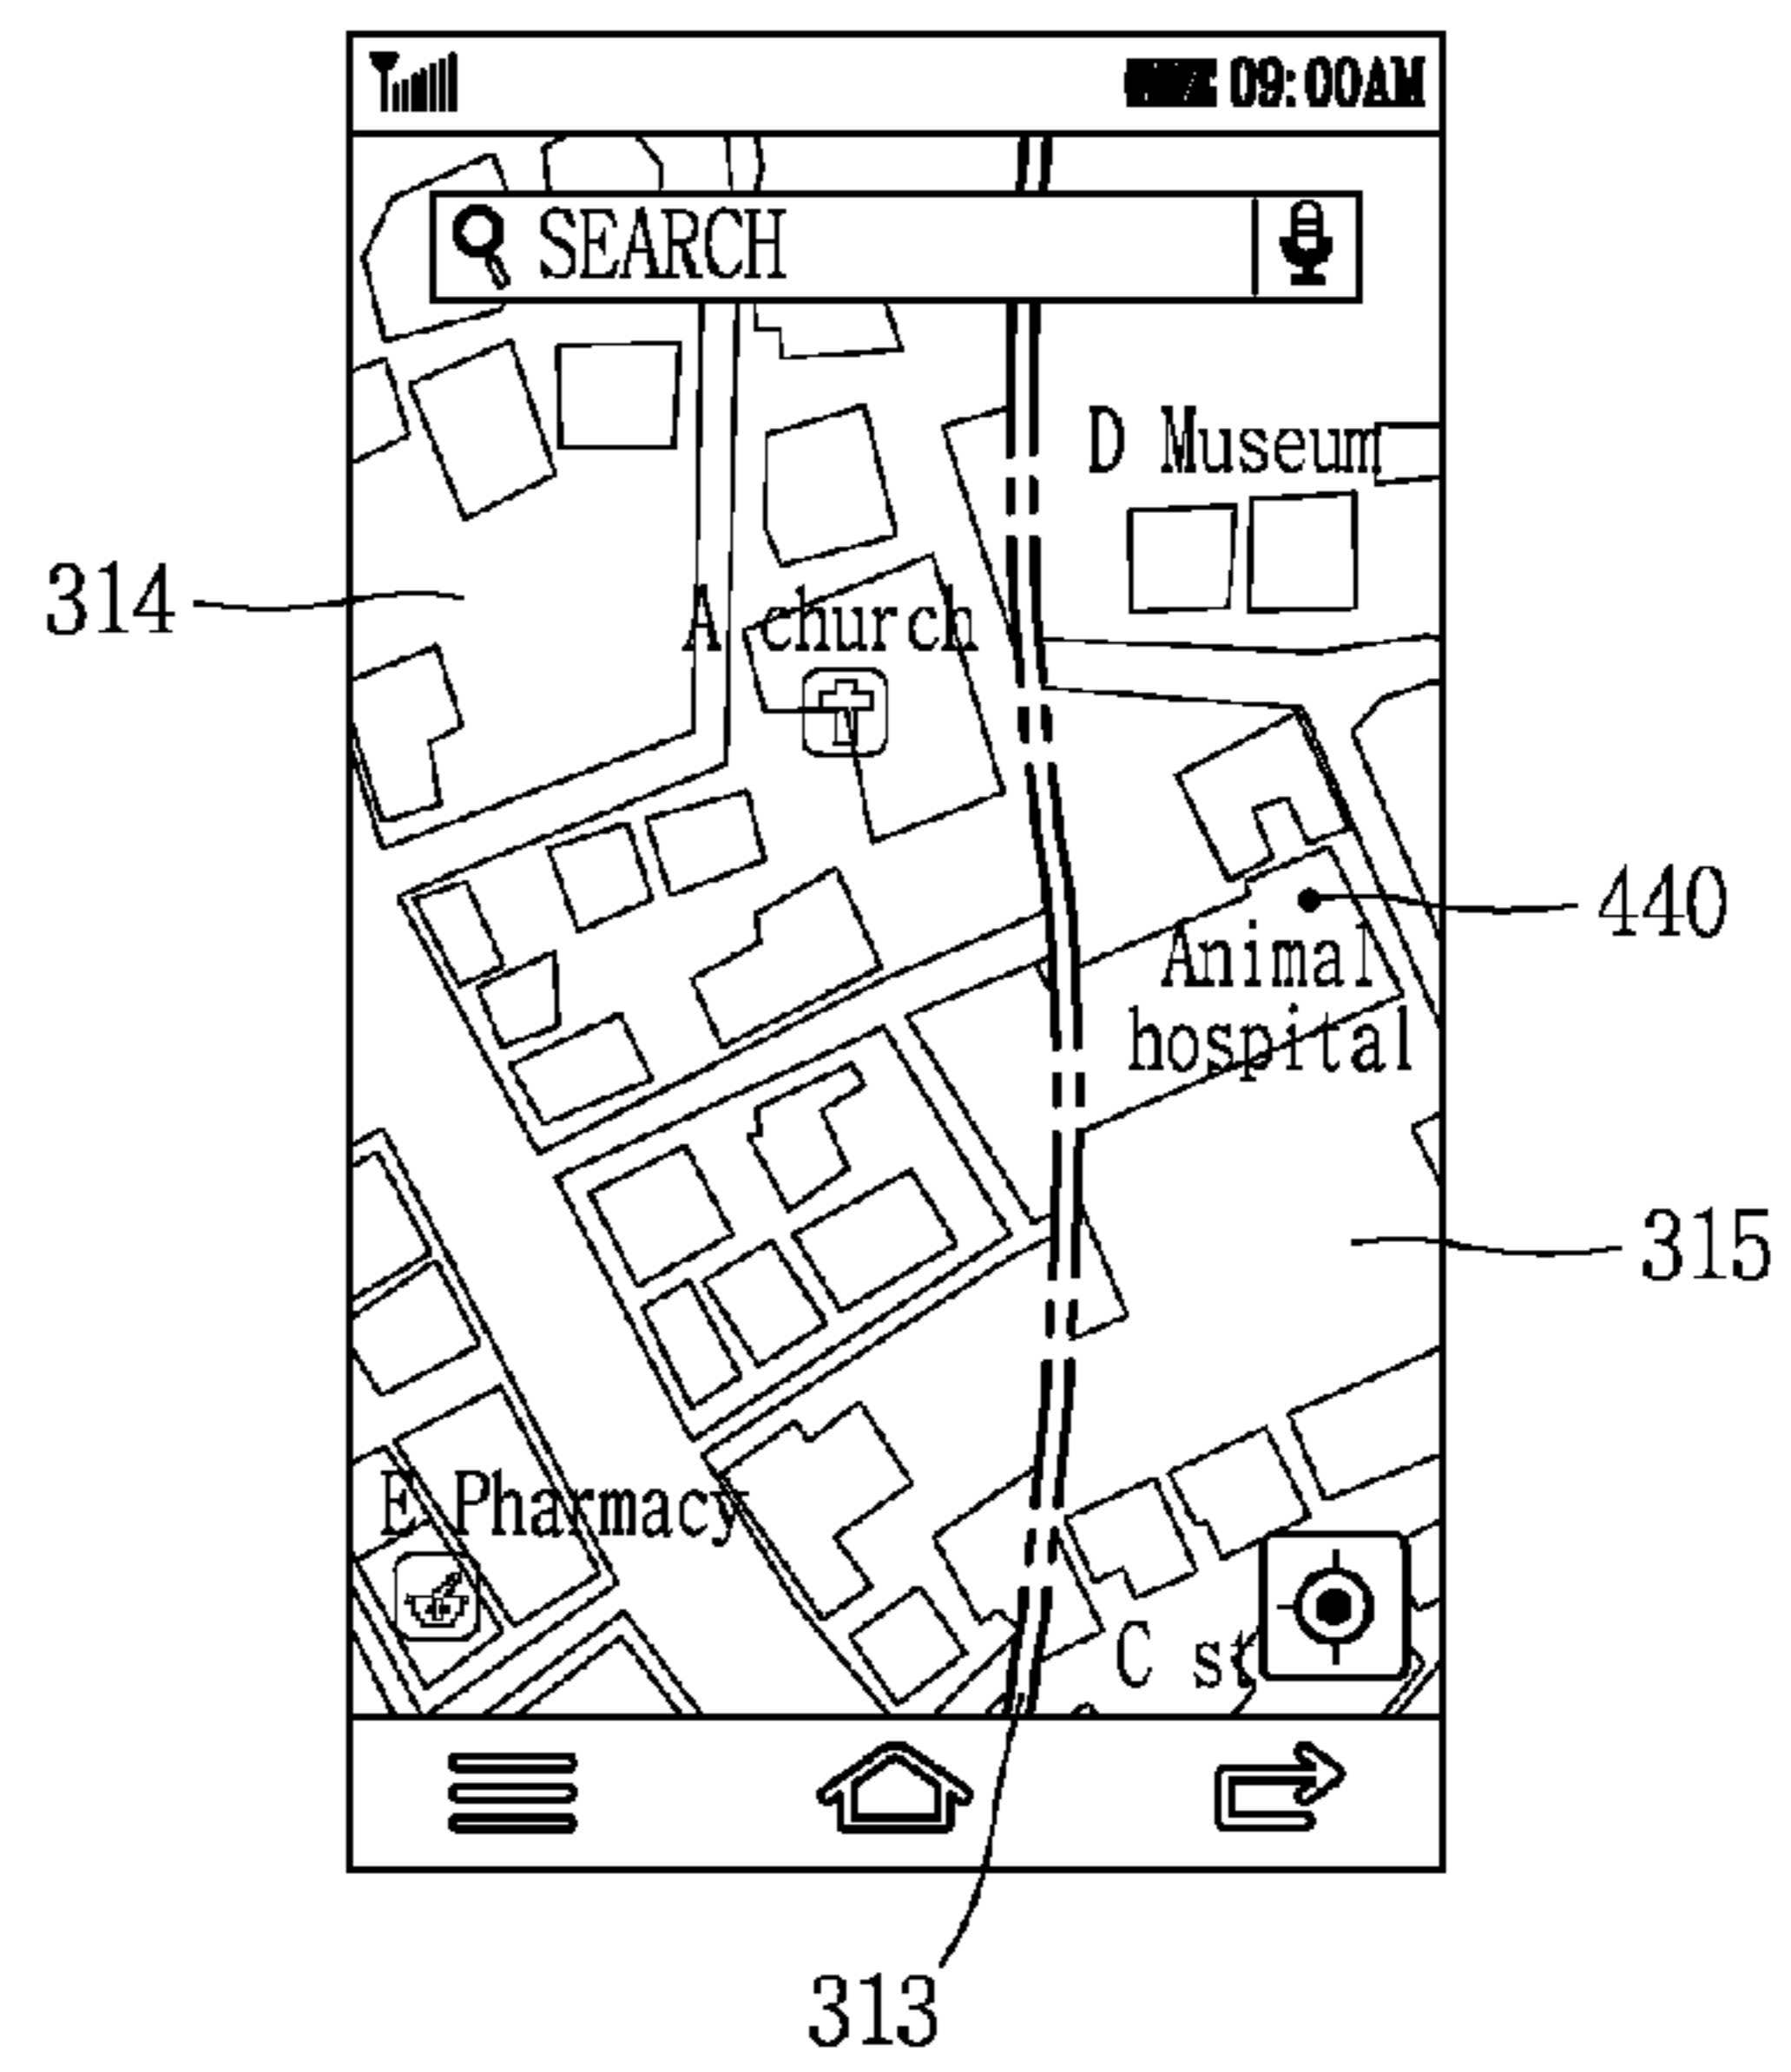 09:00AM
SEARCH
D Museum
314
A church
440
Animal
hospital
315
E Pharmacy
C st
313